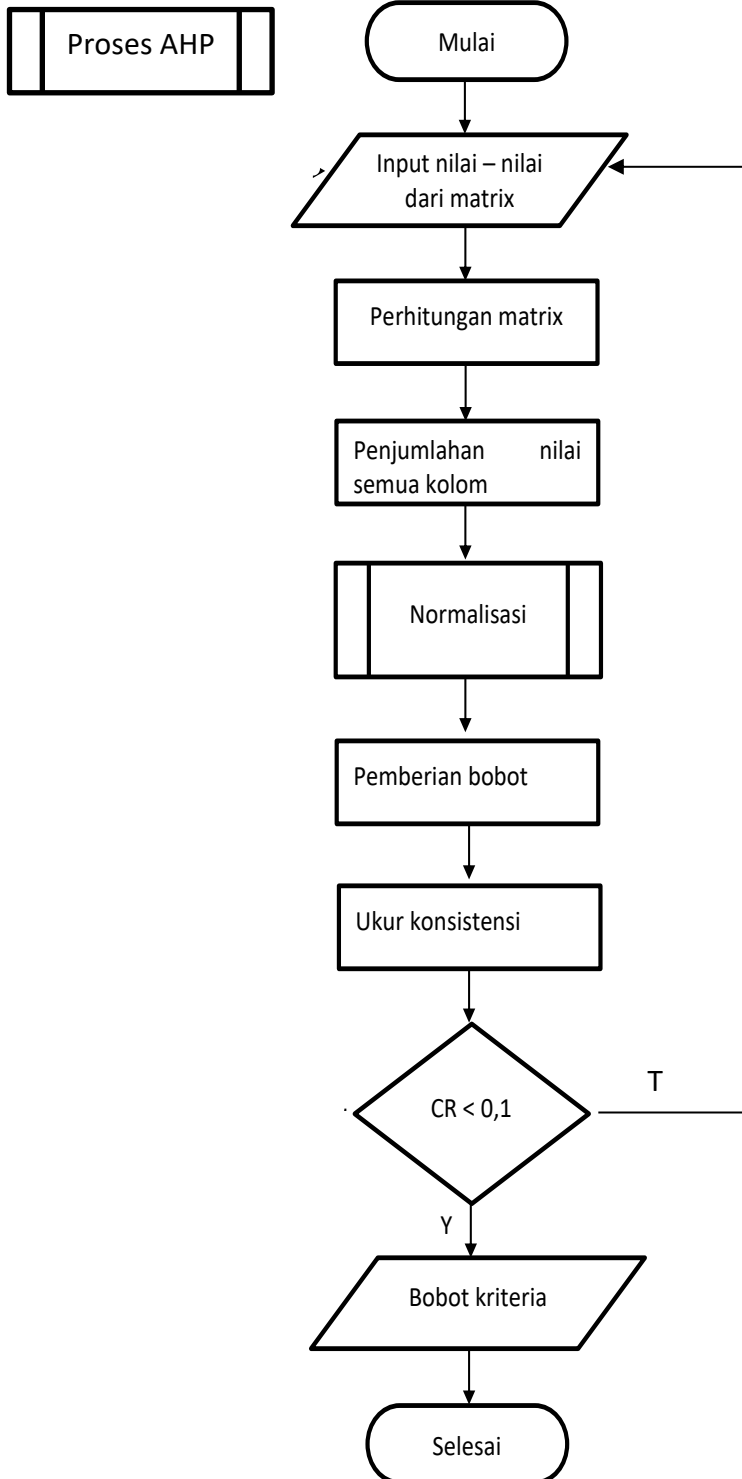 Proses AHP
Mulai
Input nilai – nilai
dari matrix
Perhitungan matrix
Penjumlahan nilai
semua kolom
Normalisasi
Pemberian bobot
Ukur konsistensi
CR < 0,1
T
Y
Bobot kriteria
Selesai